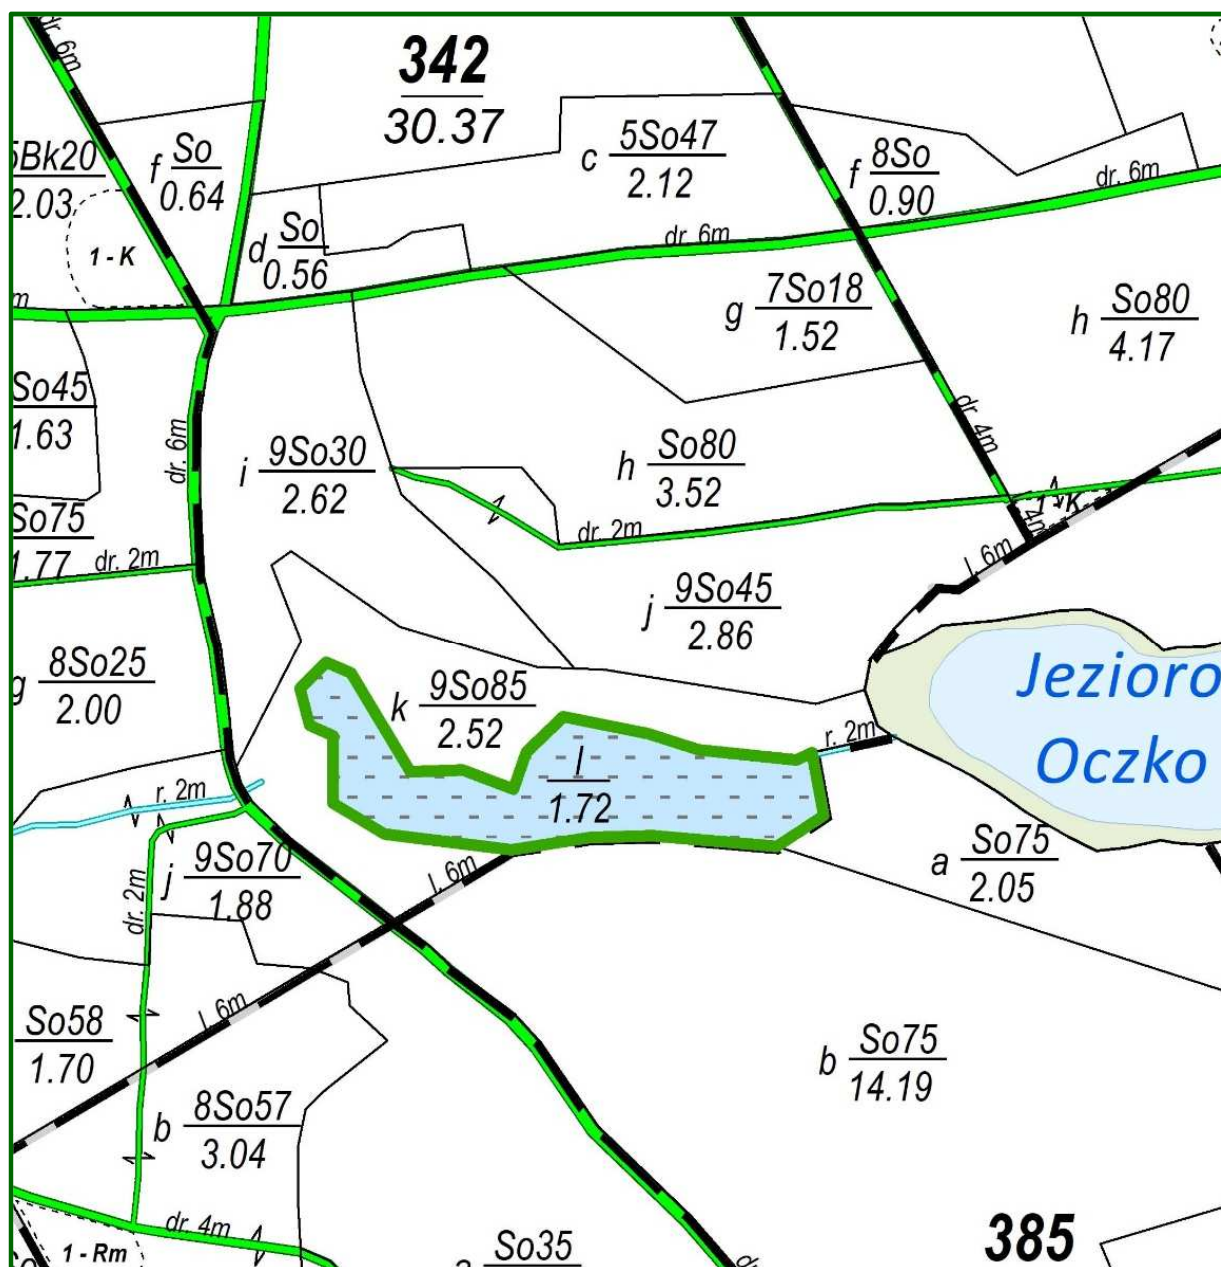 dr. 6m
342
30.37
5Bk20
2.03
f So
0.64
c 5So47
2.12
f 8So
0.90
dr. 6m
1 - K
d So
0.56
dr. 6m
m
g 7So18
1.52
h So80
4.17
So45
1.63
dr. 6m
dr. 4m
i 9So30
2.62
h So80
3.52
1 - K
So75
1.77
dr. 2m
dr. 2m
4m
l. 6m
j 9So45
2.86
g 8So25
2.00
k 9So85
2.52
Jezioro
Oczko
r. 2m
l
1.72
r. 2m
j 9So70
1.88
dr. 2m
l. 6m
a So75
2.05
l. 6m
So58
1.70
b So75
14.19
b 8So57
3.04
dr. 4m
1 - Rm
So35
385